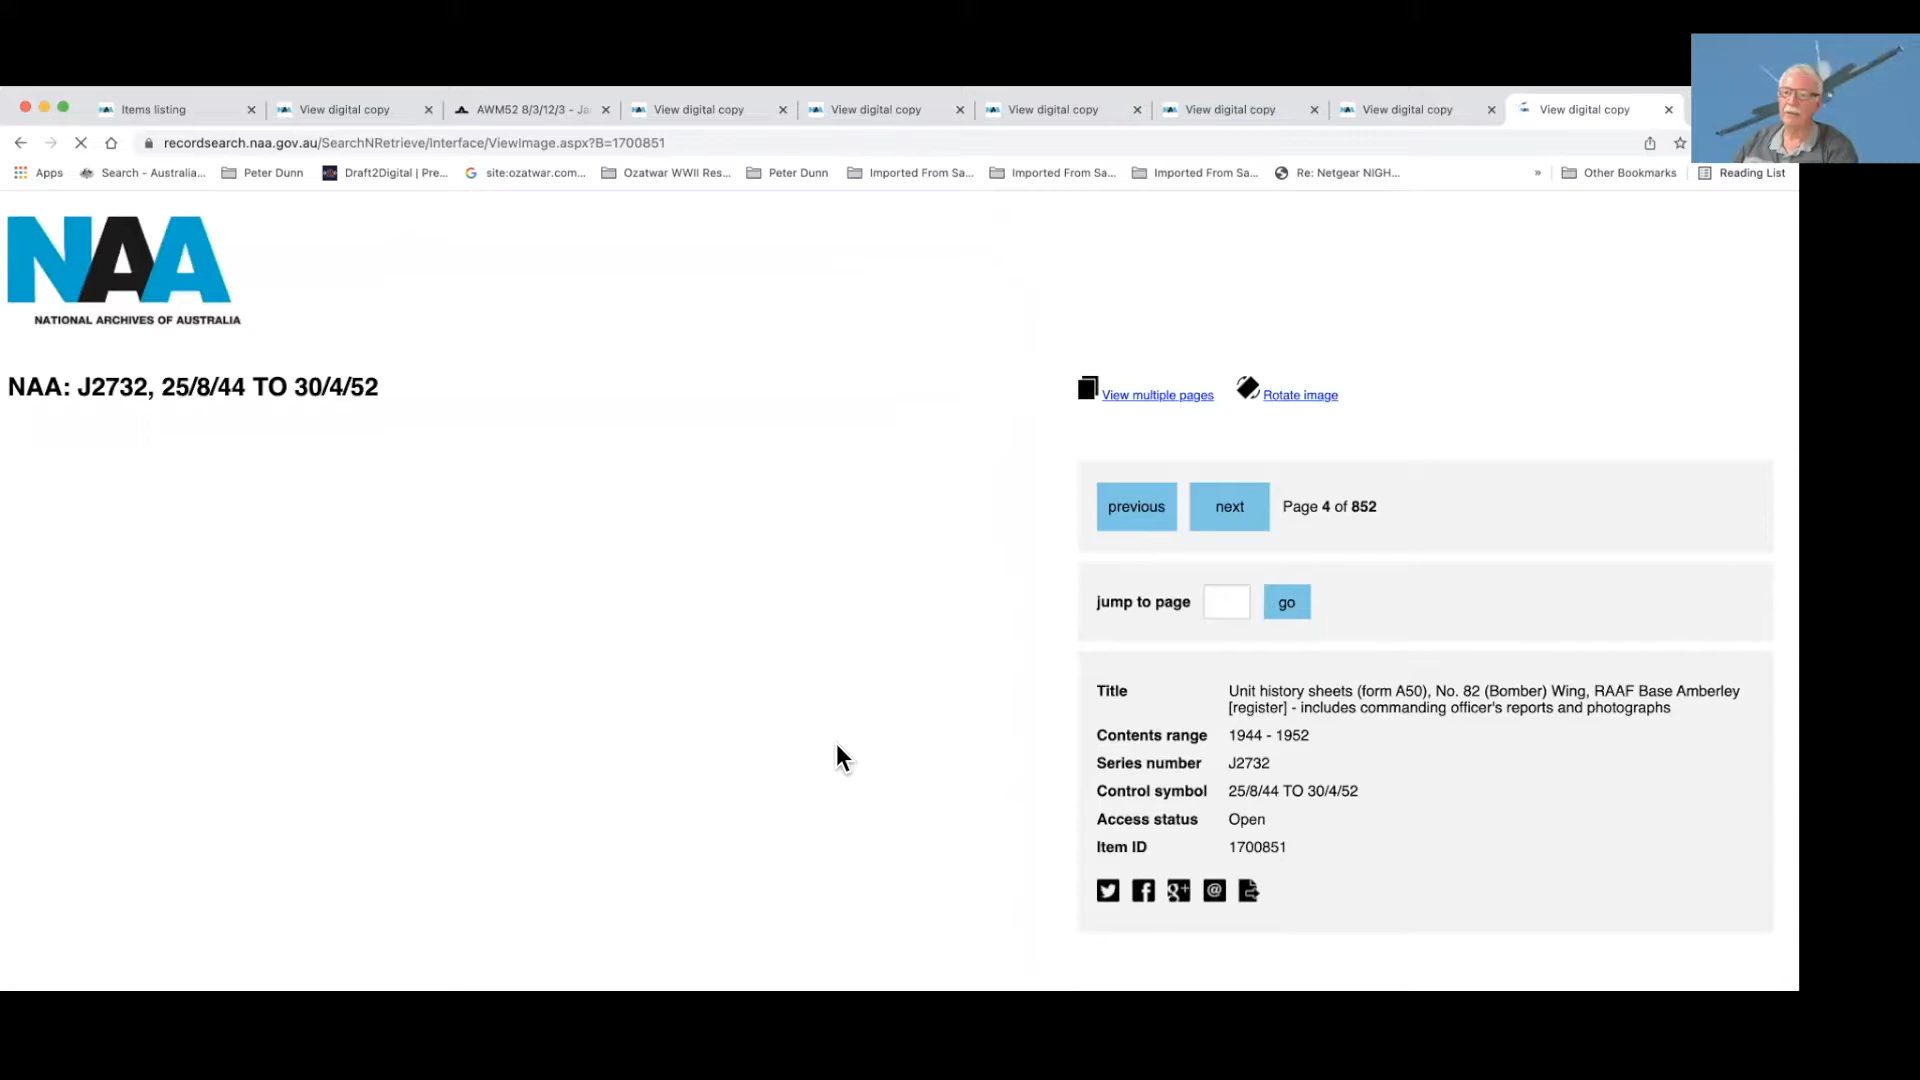 Items listing
View digital copy
AWM52 8/3/12/3 - Ja
View digital copy
View digital copy
View digital copy
View digital copy
View digital copy
View digital copy
recordsearch.naa.gov.au/SearchNRetrieve/Interface/ViewImage.aspx?B=1700851
Apps
Search - Australia...
Peter Dunn
Draft2Digital | Pre...
site:ozatwar.com...
Ozatwar WWII Res...
Peter Dunn
Imported From Sa...
Imported From Sa...
Imported From Sa...
Re: Netgear NIGH...
»
Other Bookmarks
Reading List
NAA
NATIONAL ARCHIVES OF AUSTRALIA
NAA: J2732, 25/8/44 TO 30/4/52
View multiple pages
Rotate image
previous
next
Page 4 of 852
jump to page
go
Title Unit history sheets (form A50), No. 82 (Bomber) Wing, RAAF Base Amberley
[register] - includes commanding officer's reports and photographs
Contents range 1944 - 1952
Series number J2732
Control symbol 25/8/44 TO 30/4/52
Access status Open
Item ID 1700851